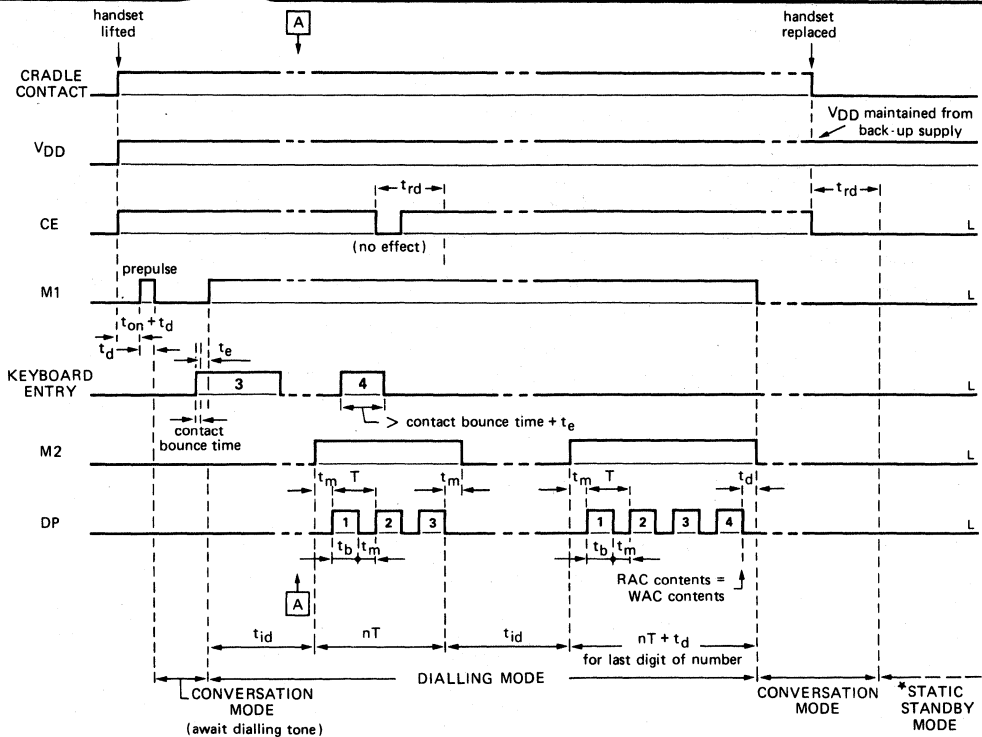 handset
lifted
A
handset
replaced
CRADLE
CONTACT
VDD maintained from
back-up supply
VDD
trd
trd
CE
(no effect)
L
prepulse
M1
L
ton + td
td
te
KEYBOARD
ENTRY
3
4
L
> contact bounce time + te
contact
bounce time
M2
L
tm
T
tm
tm
T
td
DP
1
2
3
1
2
3
4
L
tb
tm
tb
tm
RAC contents =
WAC contents
A
tid
nT
tid
nT + td
for last digit of number
CONVERSATION
MODE
(await dialling tone)
DIALLING MODE
CONVERSATION
MODE
*STATIC
STANDBY
MODE